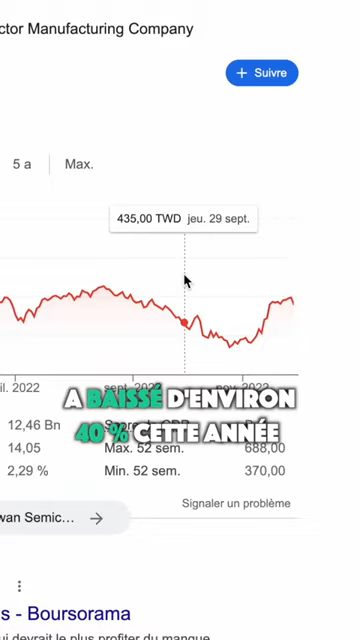 ctor Manufacturing Company
+ Suivre
5 a
Max.
435,00 TWD jeu. 29 sept.
il. 2022
sept. 2022
nov. 2022
A BAISSÉ D'ENVIRON
40 % CETTE ANNÉE
12,46 Bn
14,05
Max. 52 sem.
688,00
2,29 %
Min. 52 sem.
370,00
Signaler un problème
wan Semic…
s - Boursorama
ui devrait le plus profiter du manque